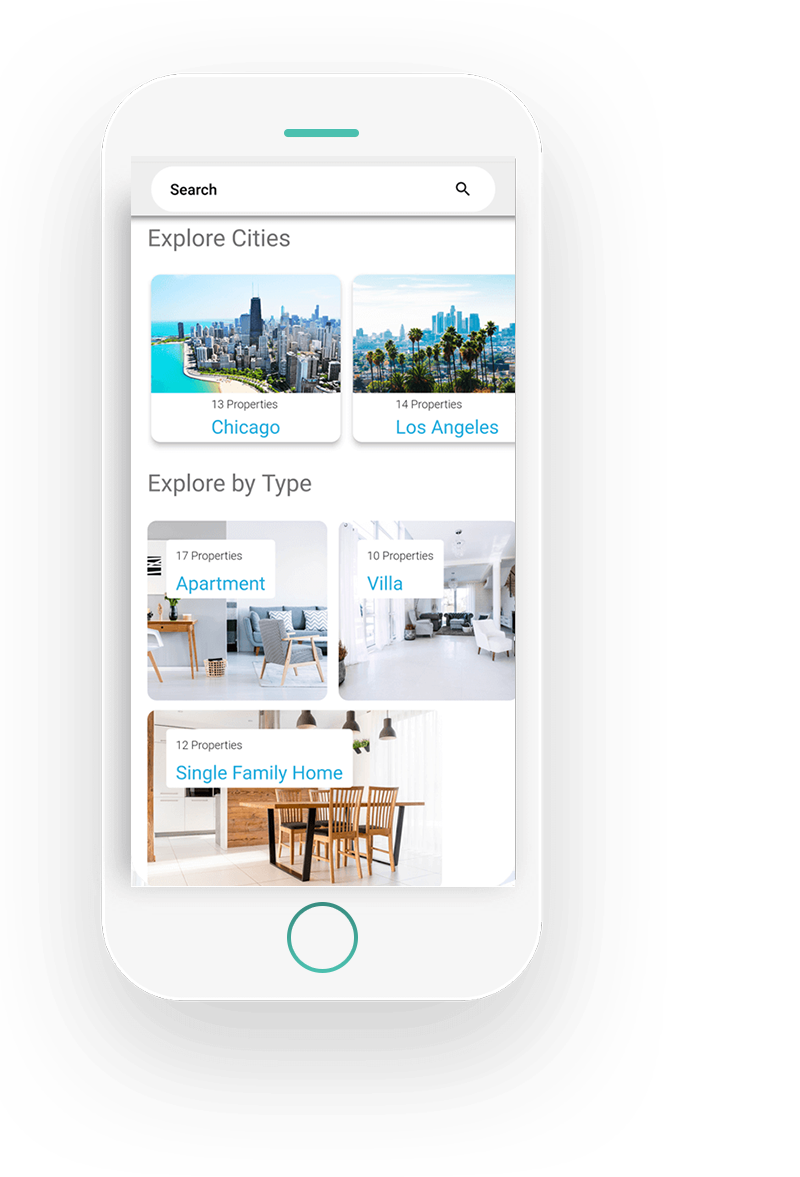 Search
Explore Cities
13 Properties
Chicago
14 Properties
Los Angeles
Explore by Type
17 Properties
Apartment
10 Properties
Villa
12 Properties
Single Family Home